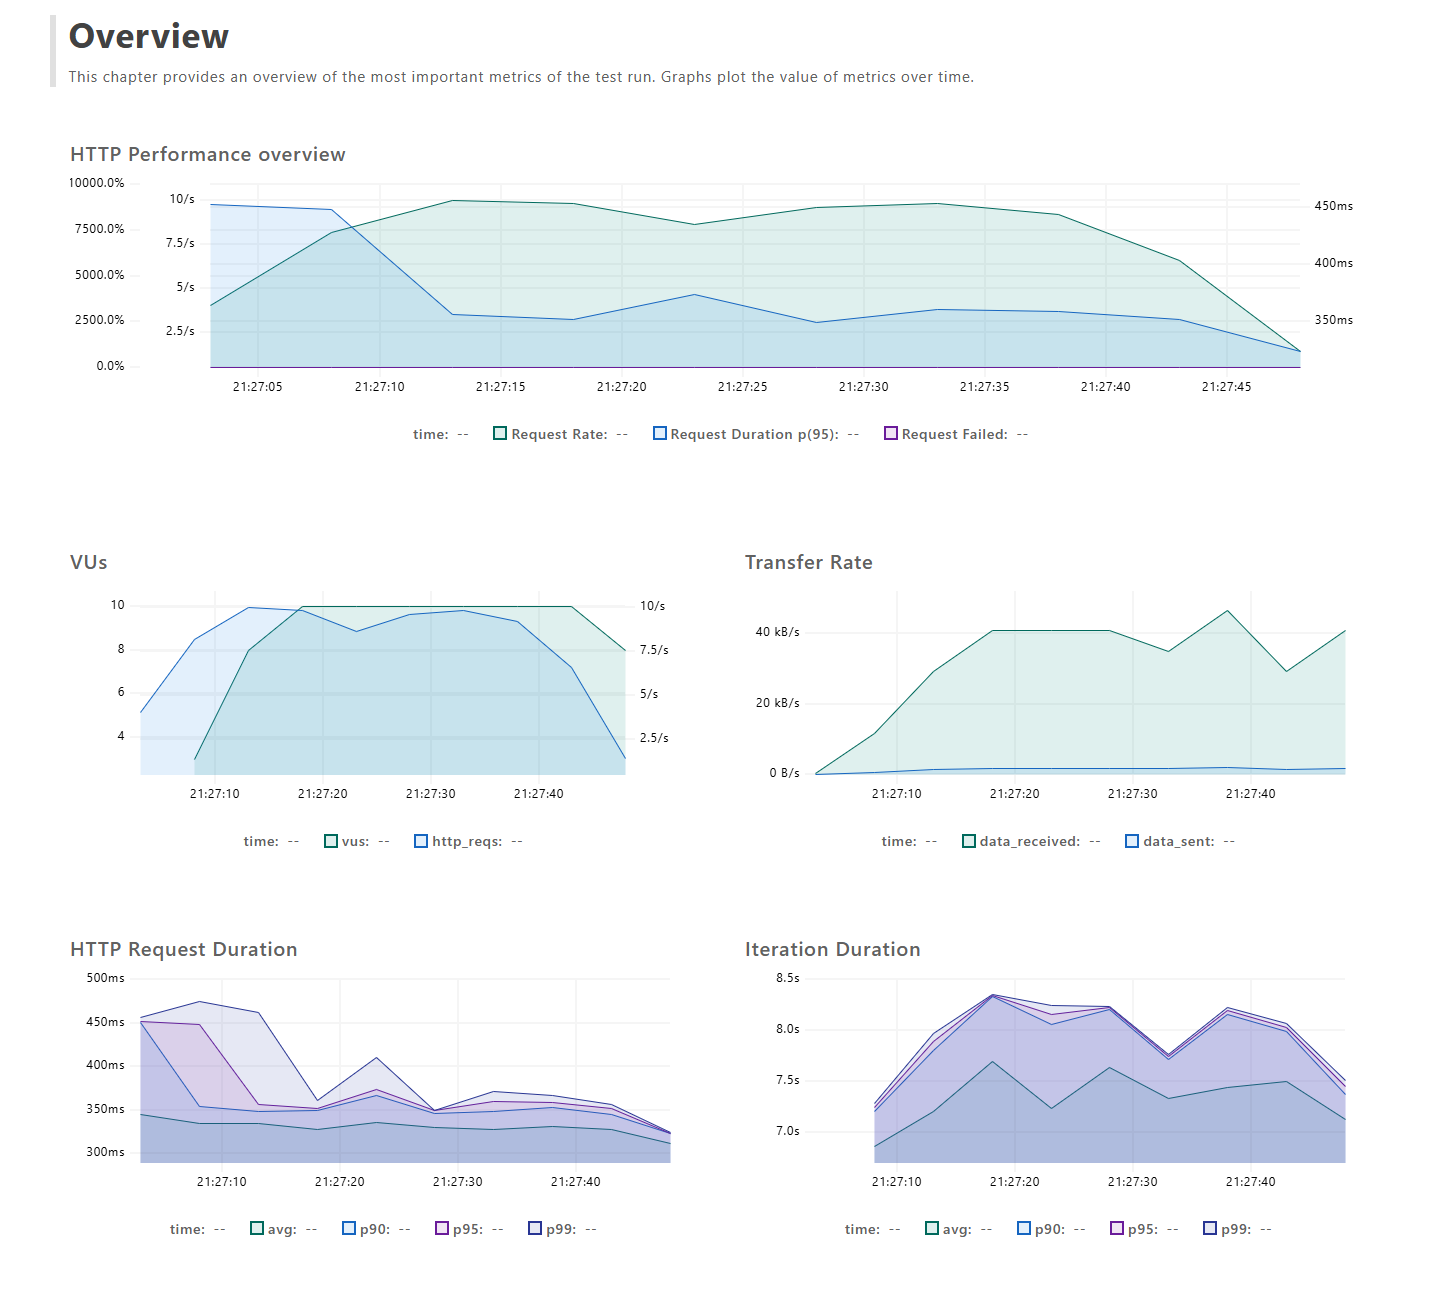 Overview
This chapter provides an overview of the most important metrics of the test run. Graphs plot the value of metrics over time.
HTTP Performance overview
10000.0%
7500.0%
5000.0%
2500.0%
0.0%
10/s
7.5/s
5/s
2.5/s
450ms
400ms
350ms
21:27:05 21:27:10 21:27:15 21:27:20 21:27:25 21:27:30 21:27:35 21:27:40 21:27:45
time: -- Request Rate: -- Request Duration p(95): -- Request Failed: --
VUs
10
8
6
4
10/s
7.5/s
5/s
2.5/s
21:27:10 21:27:20 21:27:30 21:27:40
time: -- vus: -- http_reqs: --
Transfer Rate
40 kB/s
20 kB/s
0 B/s
21:27:10 21:27:20 21:27:30 21:27:40
time: -- data_received: -- data_sent: --
HTTP Request Duration
500ms
450ms
400ms
350ms
300ms
21:27:10 21:27:20 21:27:30 21:27:40
time: -- avg: -- p90: -- p95: -- p99: --
Iteration Duration
8.5s
8.0s
7.5s
7.0s
21:27:10 21:27:20 21:27:30 21:27:40
time: -- avg: -- p90: -- p95: -- p99: --